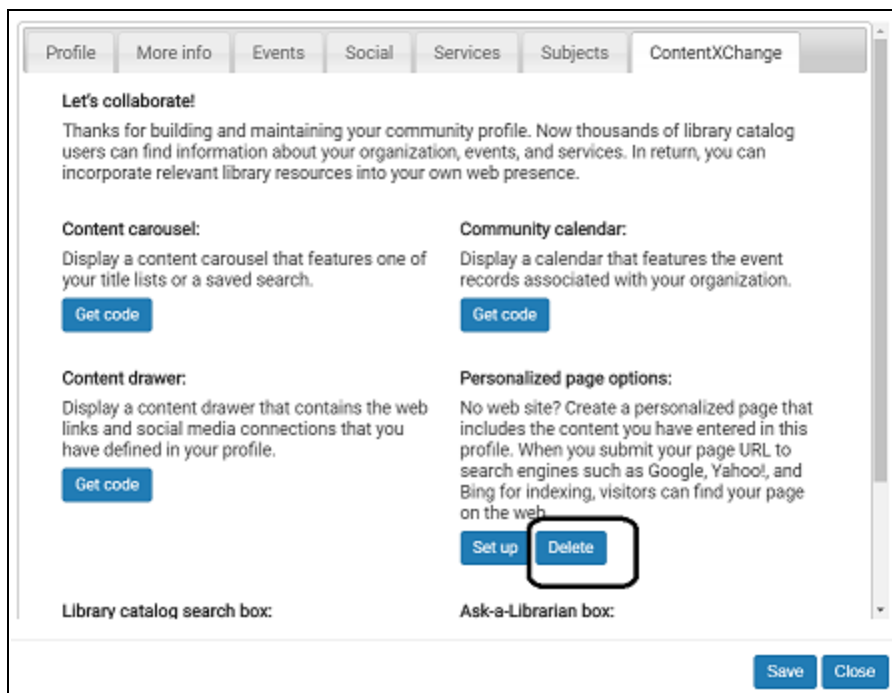 Profile More info Events Social Services Subjects ContentXChange
Let's collaborate!
Thanks for building and maintaining your community profile. Now thousands of library catalog
users can find information about your organization, events, and services. In return, you can
incorporate relevant library resources into your own web presence.
Content carousel:
Display a content carousel that features one of
your title lists or a saved search.
Get code
Community calendar:
Display a calendar that features the event
records associated with your organization.
Get code
Content drawer:
Display a content drawer that contains the web
links and social media connections that you
have defined in your profile.
Get code
Personalized page options:
No web site? Create a personalized page that
includes the content you have entered in this
profile. When you submit your page URL to
search engines such as Google, Yahoo!, and
Bing for indexing, visitors can find your page
on the web.
Set up Delete
Library catalog search box:
Ask-a-Librarian box:
Save Close